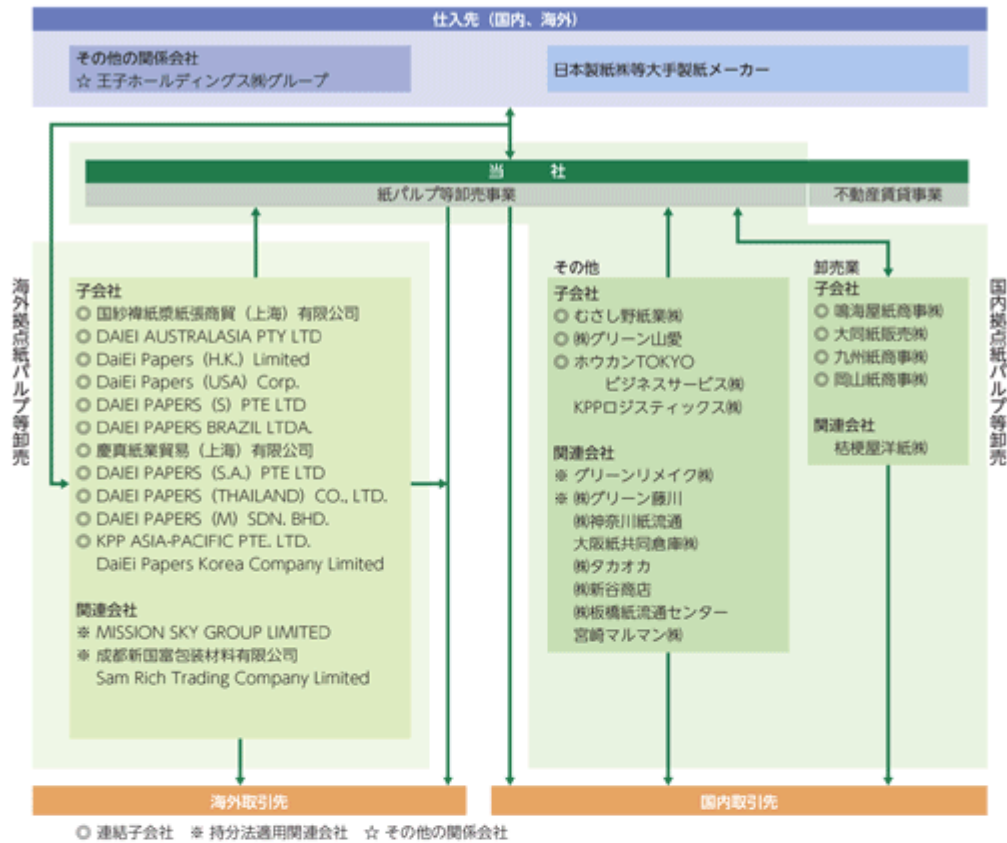 仕入先（国内、海外）
その他の関係会社
☆ 王子ホールディングス㈱グループ
日本製紙㈱等大手製紙メーカー
当　社
紙パルプ等卸売事業
不動産賃貸事業
海外拠点紙パルプ等卸売
子会社
◎ 国紗褘紙漿紙張商貿（上海）有限公司
◎ DAIEI AUSTRALASIA PTY LTD
◎ DaiEi Papers（H.K.）Limited
◎ DaiEi Papers（USA）Corp.
◎ DAIEI PAPERS（S）PTE LTD
◎ DAIEI PAPERS BRAZIL LTDA.
◎ 慶真紙業貿易（上海）有限公司
◎ DAIEI PAPERS（S.A.）PTE LTD
◎ DAIEI PAPERS（THAILAND）CO., LTD.
◎ DAIEI PAPERS（M）SDN. BHD.
◎ KPP ASIA-PACIFIC PTE. LTD.
DaiEi Papers Korea Company Limited
関連会社
※ MISSION SKY GROUP LIMITED
※ 成都新国富包装材料有限公司
Sam Rich Trading Company Limited
その他
子会社
◎ むさし野紙業㈱
◎ ㈱グリーン山愛
◎ ホウカンTOKYO
ビジネスサービス㈱
KPPロジスティックス㈱
関連会社
※ グリーンリメイク㈱
※ ㈱グリーン藤川
㈱神奈川紙流通
大阪紙共同倉庫㈱
㈱タカオカ
㈱新谷商店
㈱板橋紙流通センター
宮崎マルマン㈱
卸売業
子会社
◎ 鳴海屋紙商事㈱
◎ 大同紙販売㈱
◎ 九州紙商事㈱
◎ 岡山紙商事㈱
関連会社
桔梗屋洋紙㈱
国内拠点紙パルプ等卸売
海外取引先
国内取引先
◎ 連結子会社　※ 持分法適用関連会社　☆ その他の関係会社